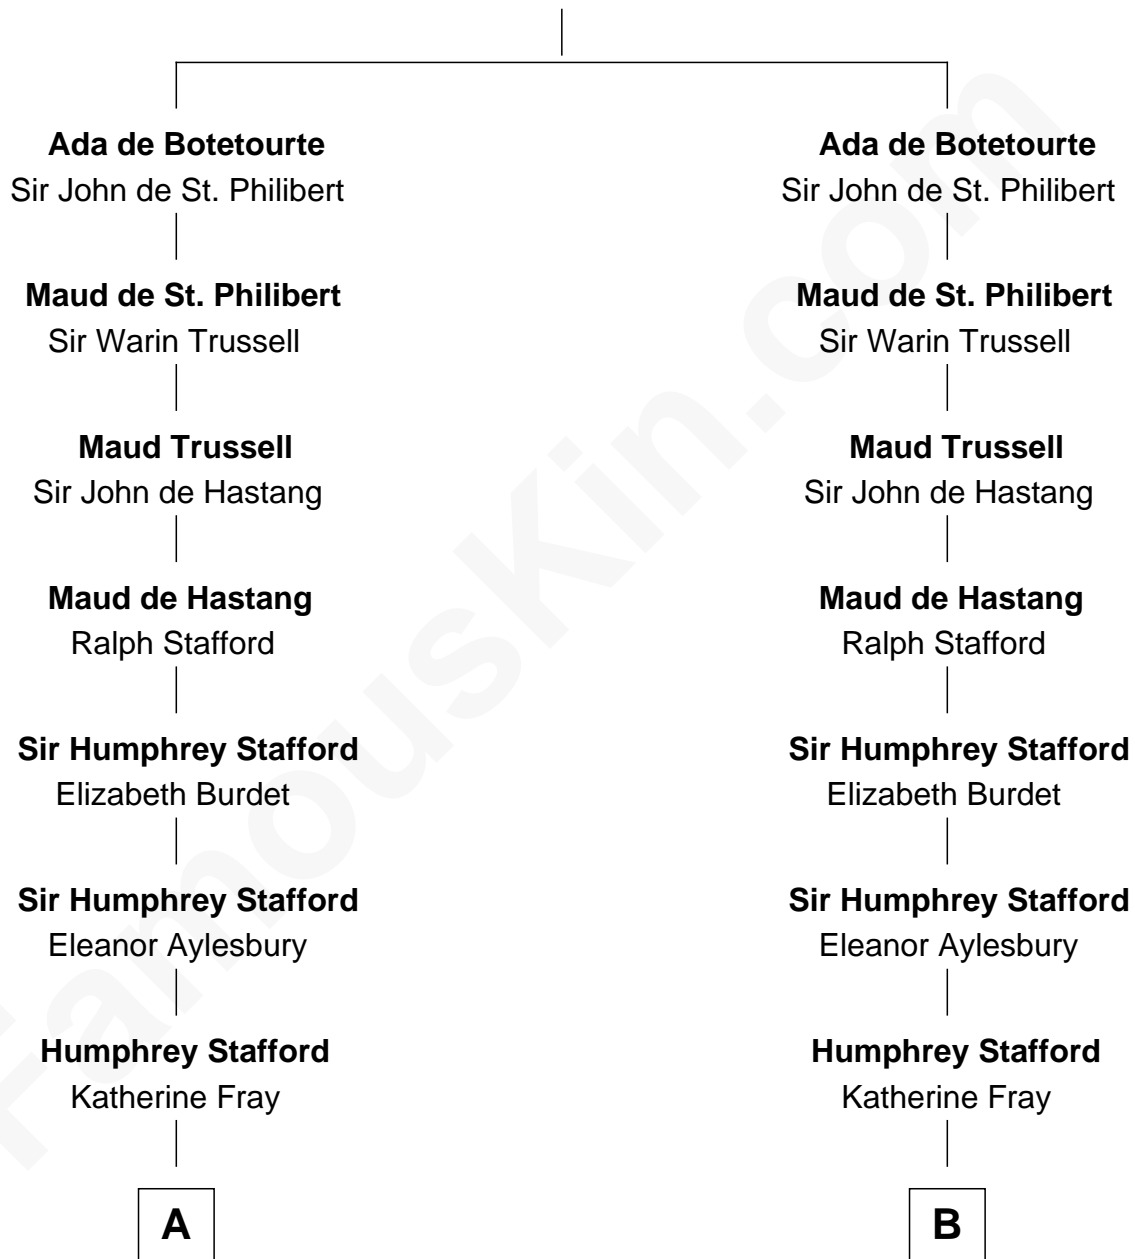 Ada de Botetourte
Sir John de St. Philibert
Maud de St. Philibert
Sir Warin Trussell
Maud Trussell
Sir John de Hastang
Maud de Hastang
Ralph Stafford
Sir Humphrey Stafford
Elizabeth Burdet
Sir Humphrey Stafford
Eleanor Aylesbury
Humphrey Stafford
Katherine Fray
A
Ada de Botetourte
Sir John de St. Philibert
Maud de St. Philibert
Sir Warin Trussell
Maud Trussell
Sir John de Hastang
Maud de Hastang
Ralph Stafford
Sir Humphrey Stafford
Elizabeth Burdet
Sir Humphrey Stafford
Eleanor Aylesbury
Humphrey Stafford
Katherine Fray
B
FamousKin.com